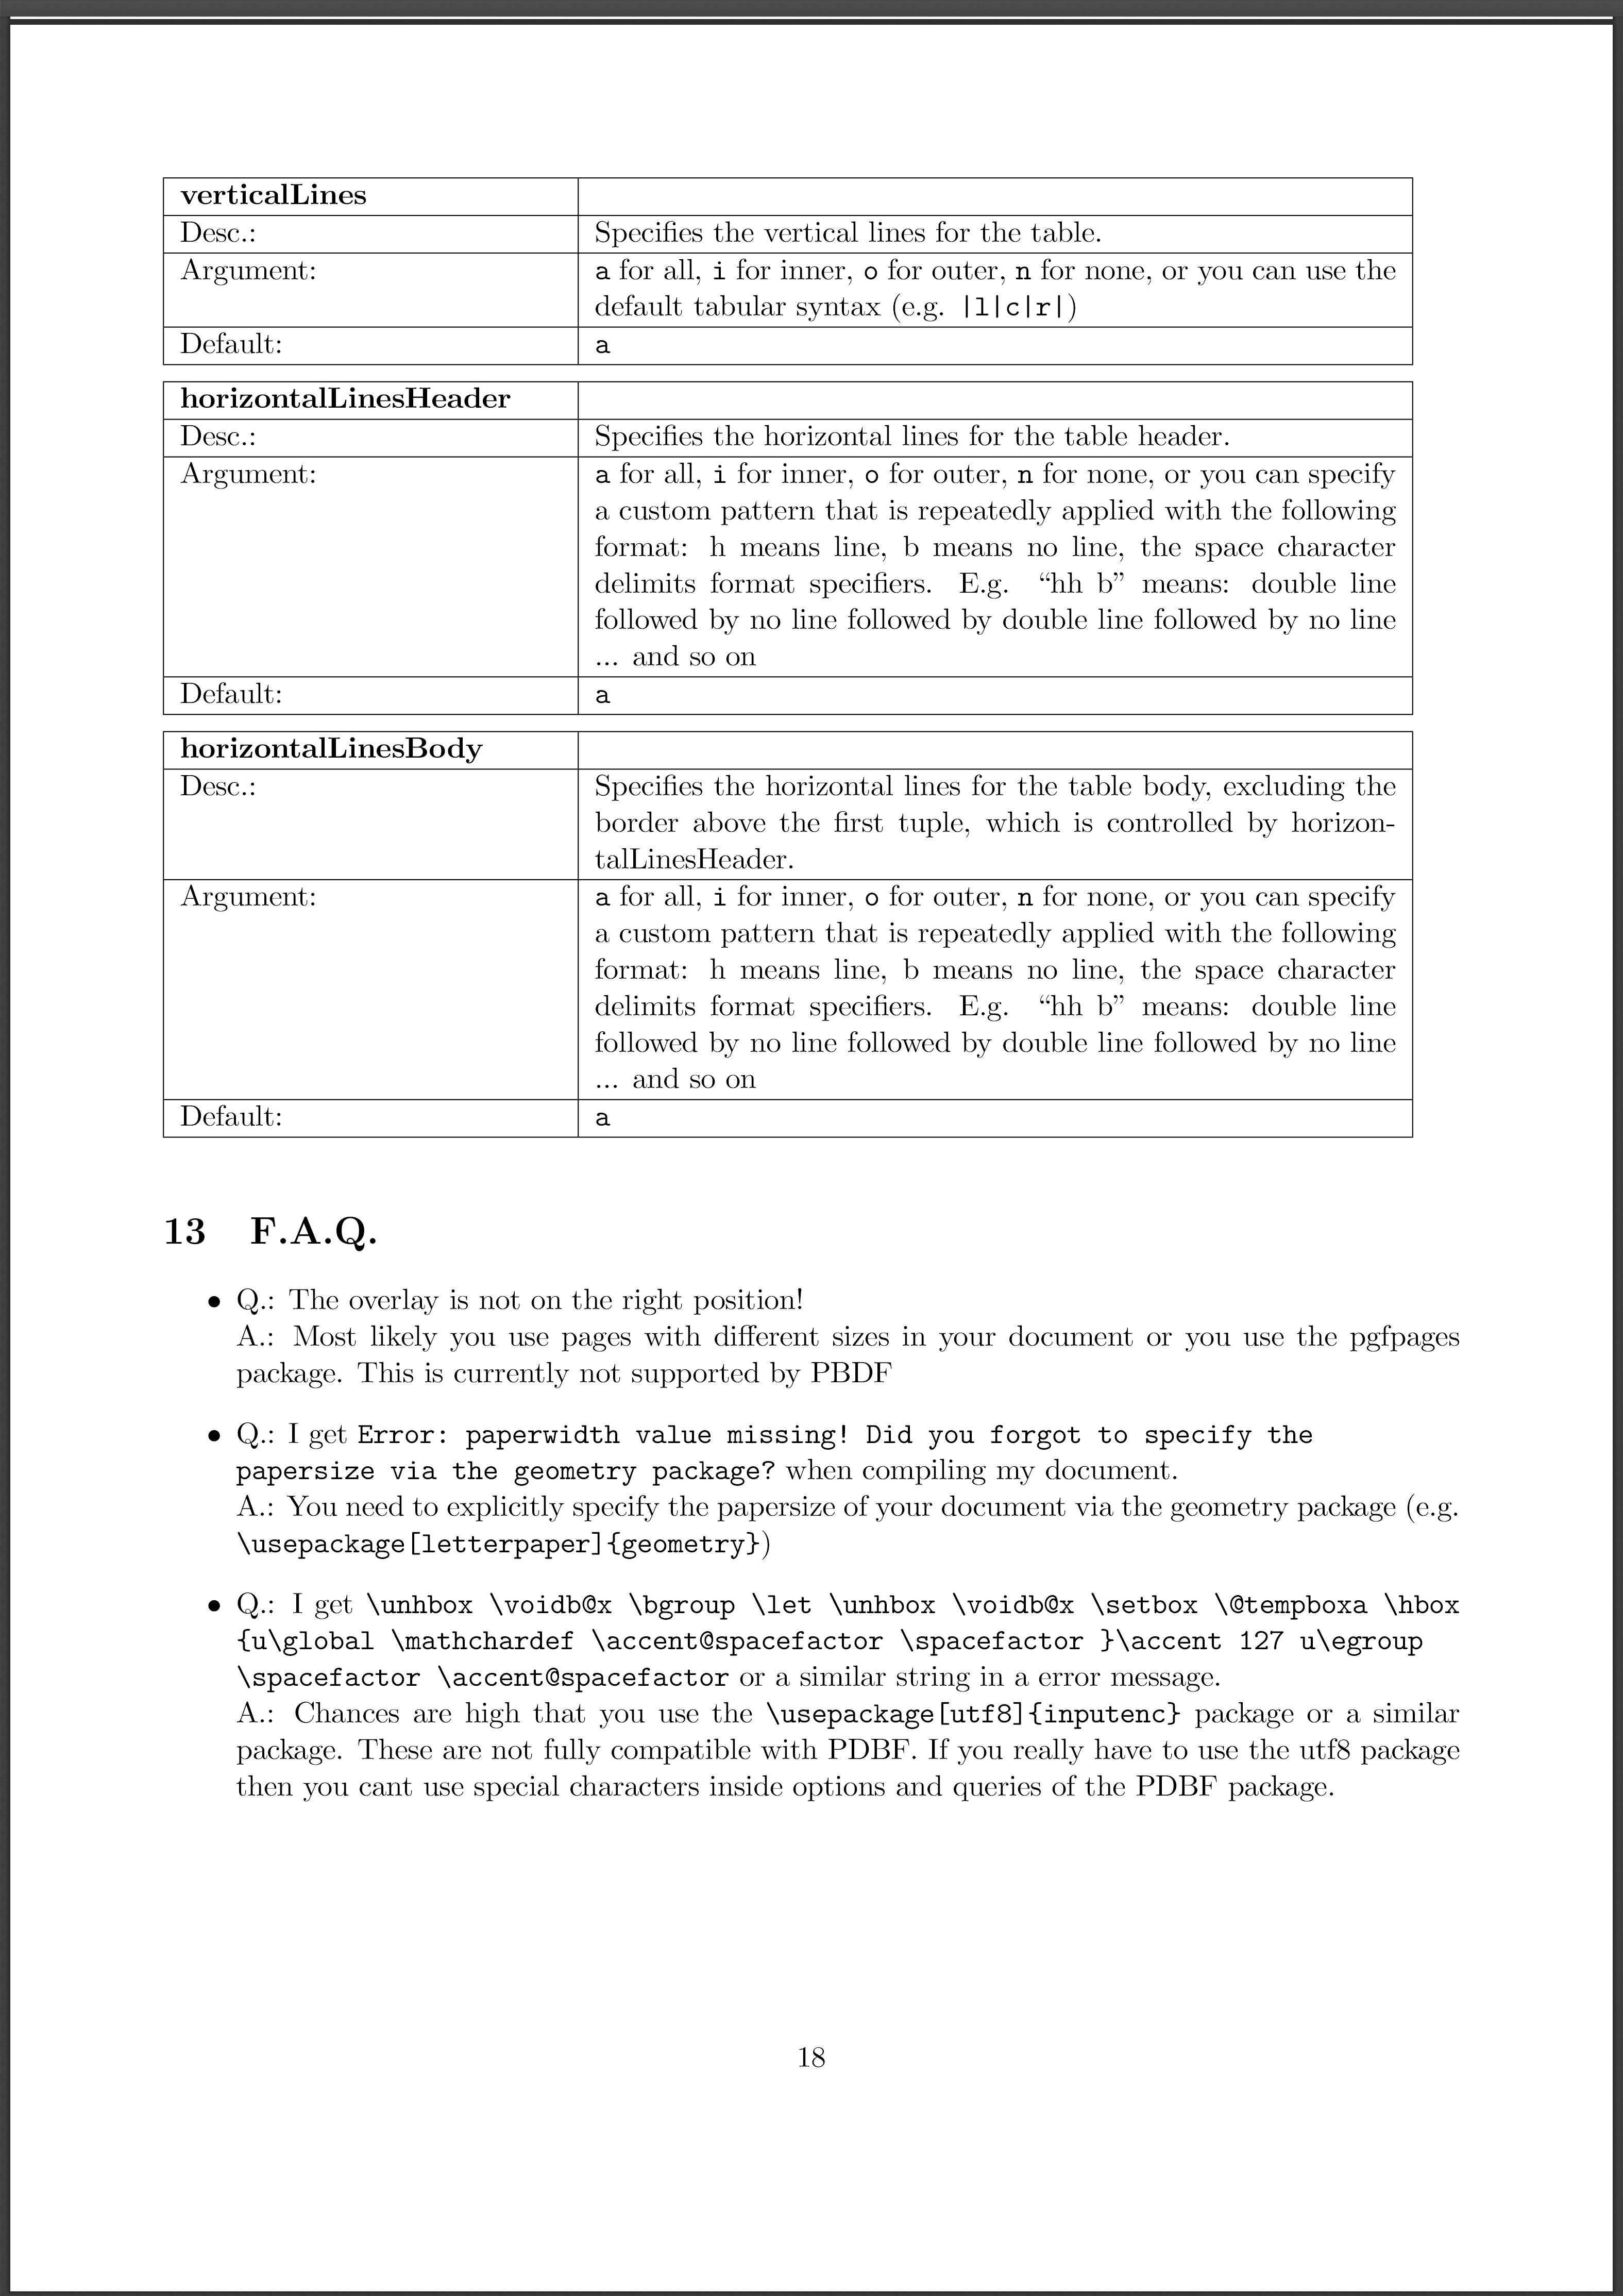 verticalLines
Desc.: Specifies the vertical lines for the table.
Argument: a for all, i for inner, o for outer, n for none, or you can use the
default tabular syntax (e.g. |l|c|r|)
Default: a
horizontalLinesHeader
Desc.: Specifies the horizontal lines for the table header.
Argument: a for all, i for inner, o for outer, n for none, or you can specify
a custom pattern that is repeatedly applied with the following
format: h means line, b means no line, the space character
delimits format specifiers. E.g. “hh b” means: double line
followed by no line followed by double line followed by no line
... and so on
Default: a
horizontalLinesBody
Desc.: Specifies the horizontal lines for the table body, excluding the
border above the first tuple, which is controlled by horizon-
talLinesHeader.
Argument: a for all, i for inner, o for outer, n for none, or you can specify
a custom pattern that is repeatedly applied with the following
format: h means line, b means no line, the space character
delimits format specifiers. E.g. “hh b” means: double line
followed by no line followed by double line followed by no line
... and so on
Default: a
13 F.A.Q.
• Q.: The overlay is not on the right position!
A.: Most likely you use pages with different sizes in your document or you use the pgfpages
package. This is currently not supported by PBDF
• Q.: I get Error: paperwidth value missing! Did you forgot to specify the
papersize via the geometry package? when compiling my document.
A.: You need to explicitly specify the papersize of your document via the geometry package (e.g.
\usepackage[letterpaper]{geometry})
• Q.: I get \unhbox \voidb@x \bgroup \let \unhbox \voidb@x \setbox \@tempboxa \hbox
{u\global \mathchardef \accent@spacefactor \spacefactor }\accent 127 u\egroup
\spacefactor \accent@spacefactor or a similar string in a error message.
A.: Chances are high that you use the \usepackage[utf8]{inputenc} package or a similar
package. These are not fully compatible with PDBF. If you really have to use the utf8 package
then you cant use special characters inside options and queries of the PDBF package.
18